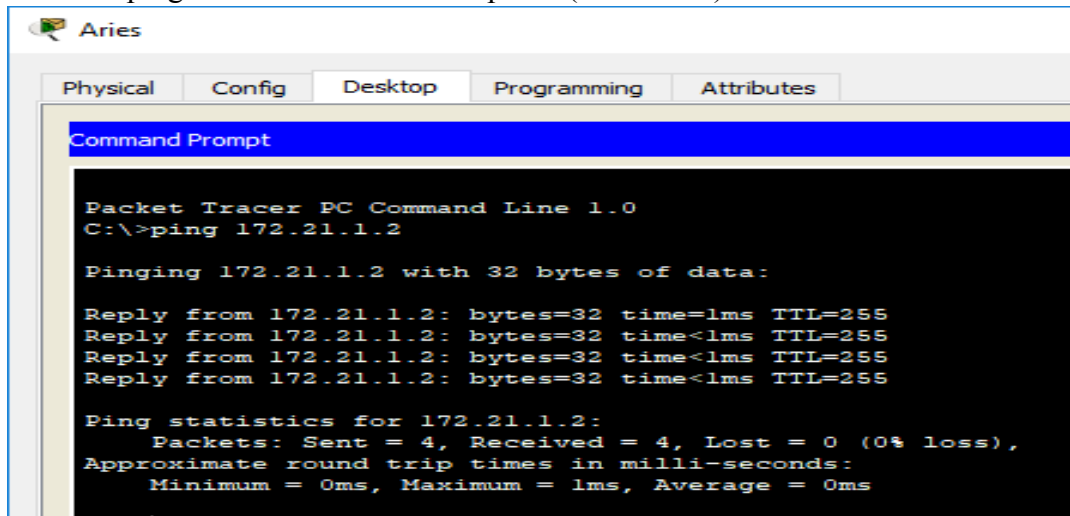 Aries
Physical Config Desktop Programming Attributes
Command Prompt
Packet Tracer PC Command Line 1.0
C:\>ping 172.21.1.2
Pinging 172.21.1.2 with 32 bytes of data:
Reply from 172.21.1.2: bytes=32 time=1ms TTL=255
Reply from 172.21.1.2: bytes=32 time<1ms TTL=255
Reply from 172.21.1.2: bytes=32 time<1ms TTL=255
Reply from 172.21.1.2: bytes=32 time<1ms TTL=255
Ping statistics for 172.21.1.2:
Packets: Sent = 4, Received = 4, Lost = 0 (0% loss),
Approximate round trip times in milli-seconds:
Minimum = 0ms, Maximum = 1ms, Average = 0ms